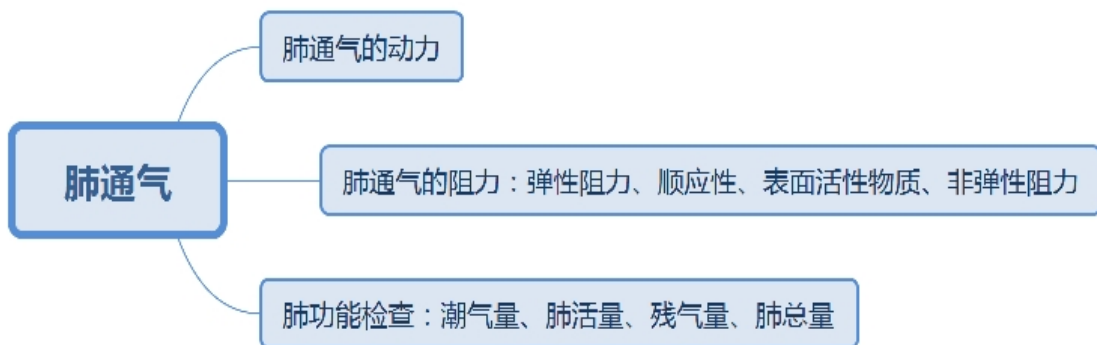 肺通气的动力
肺通气
肺通气的阻力：弹性阻力、顺应性、表面活性物质、非弹性阻力
肺功能检查：潮气量、肺活量、残气量、肺总量